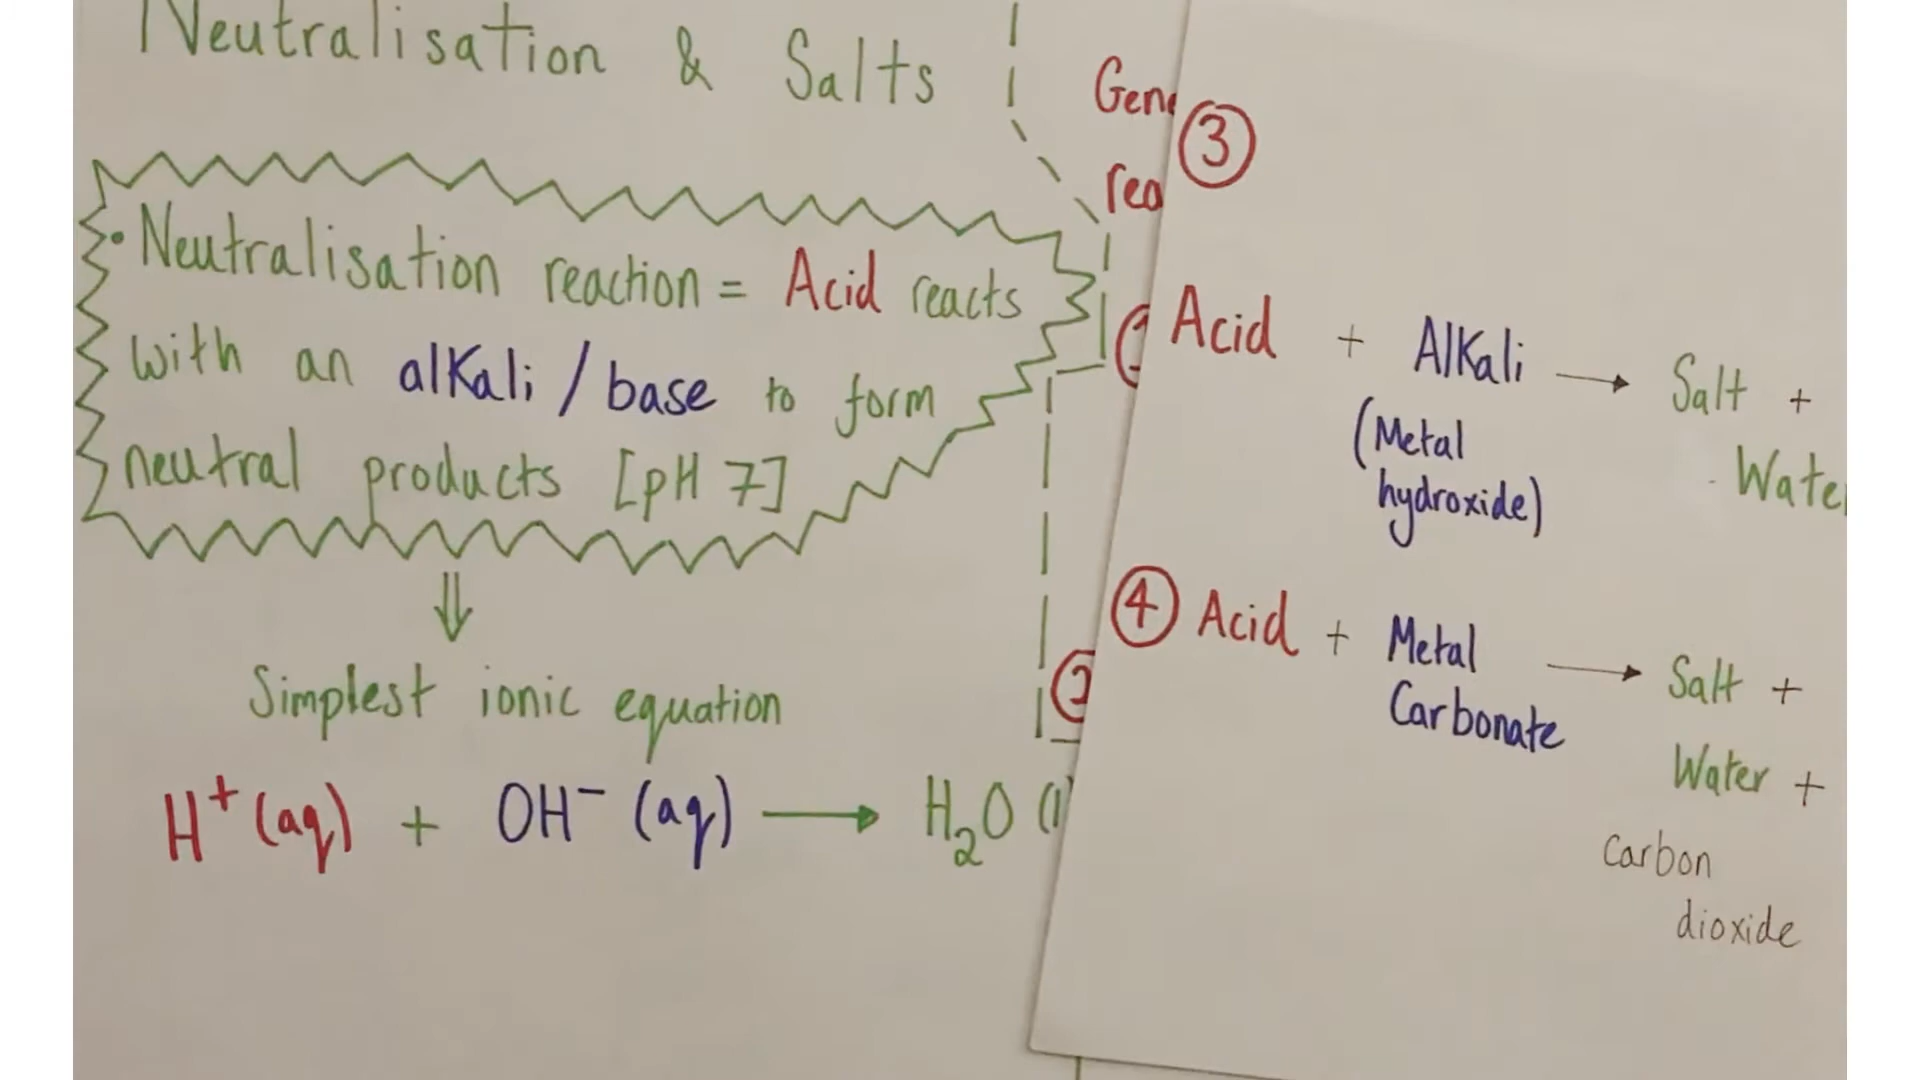 Neutralisation & Salts
• Neutralisation reaction = Acid reacts
with an alkali / base to form
neutral products [pH 7]
⇓
Simplest ionic equation
H⁺ (aq) + OH⁻ (aq) → H₂O (l)
③
Acid + Alkali → Salt +
(Metal
hydroxide)
Water
④ Acid + Metal
Carbonate → Salt +
Water +
Carbon
dioxide
②